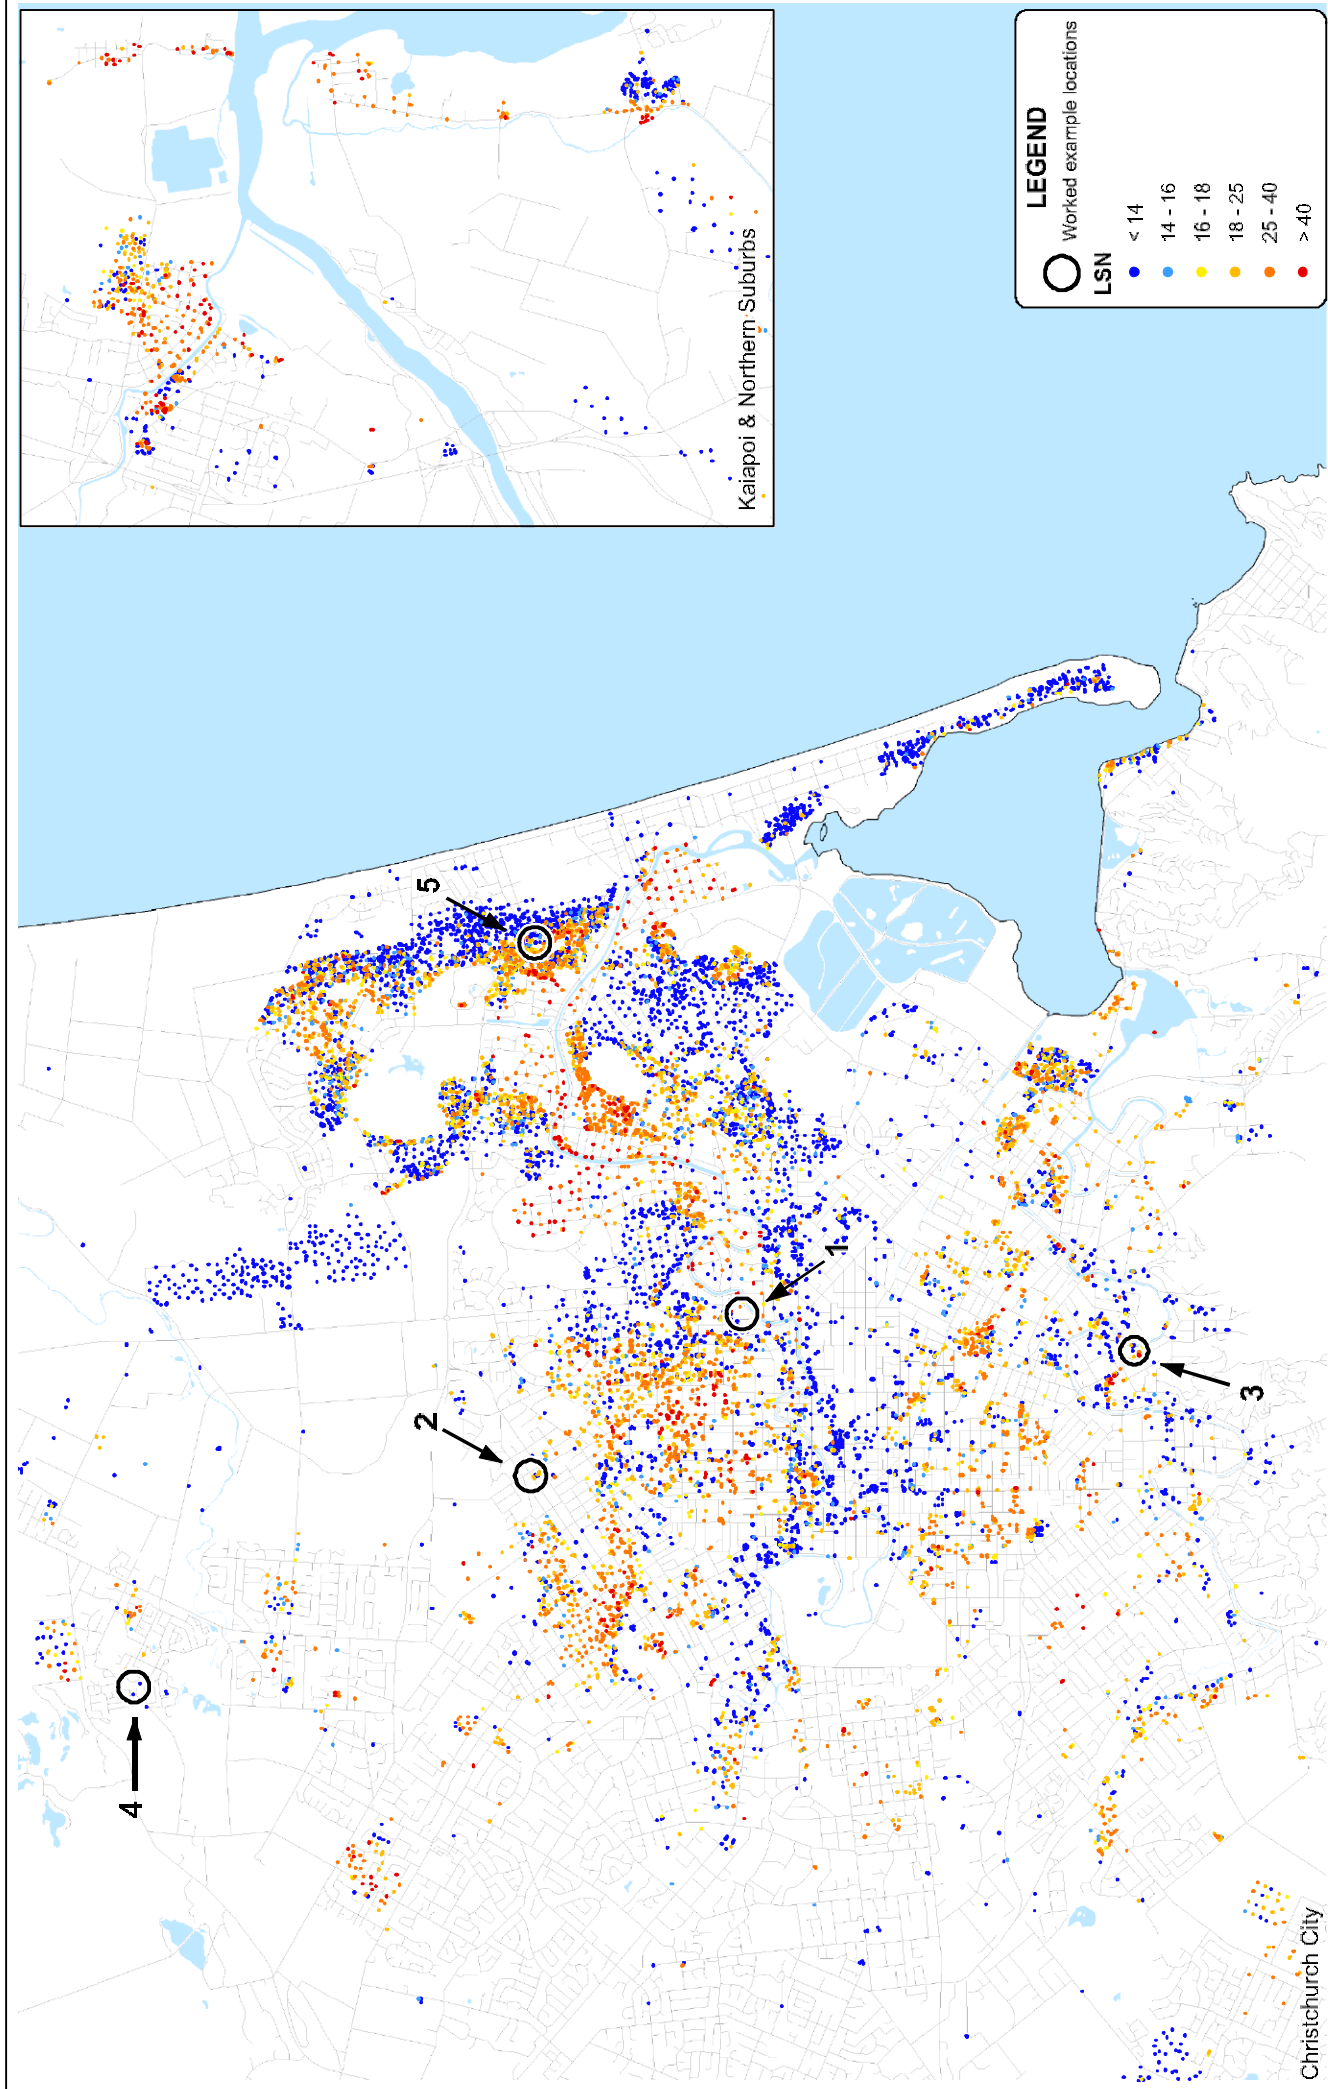 Kaiapoi & Northern Suburbs
LEGEND
Worked example locations
LSN
< 14
14 - 16
16 - 18
18 - 25
25 - 40
> 40
5
2
4
1
3
Christchurch City